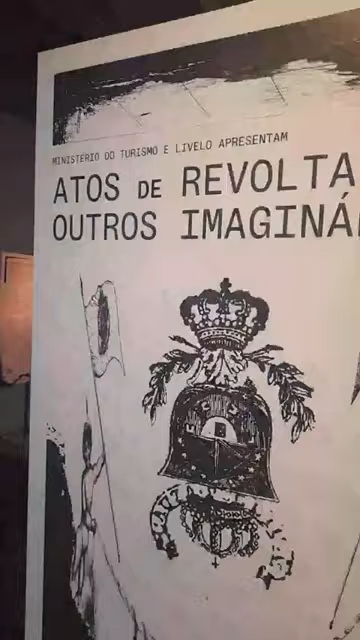 MINISTÉRIO DO TURISMO E LIVELO APRESENTAM
ATOS DE REVOLTA
OUTROS IMAGINÁ